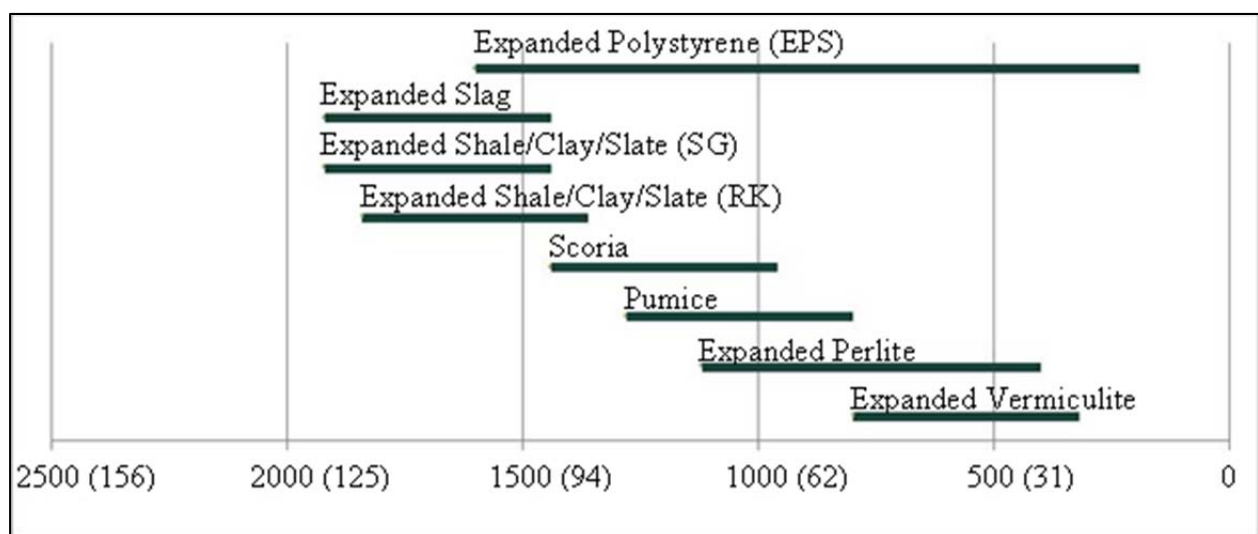 Expanded Polystyrene (EPS)
Expanded Slag
Expanded Shale/Clay/Slate (SG)
Expanded Shale/Clay/Slate (RK)
Scoria
Pumice
Expanded Perlite
Expanded Vermiculite
2500 (156) 2000 (125) 1500 (94) 1000 (62) 500 (31) 0